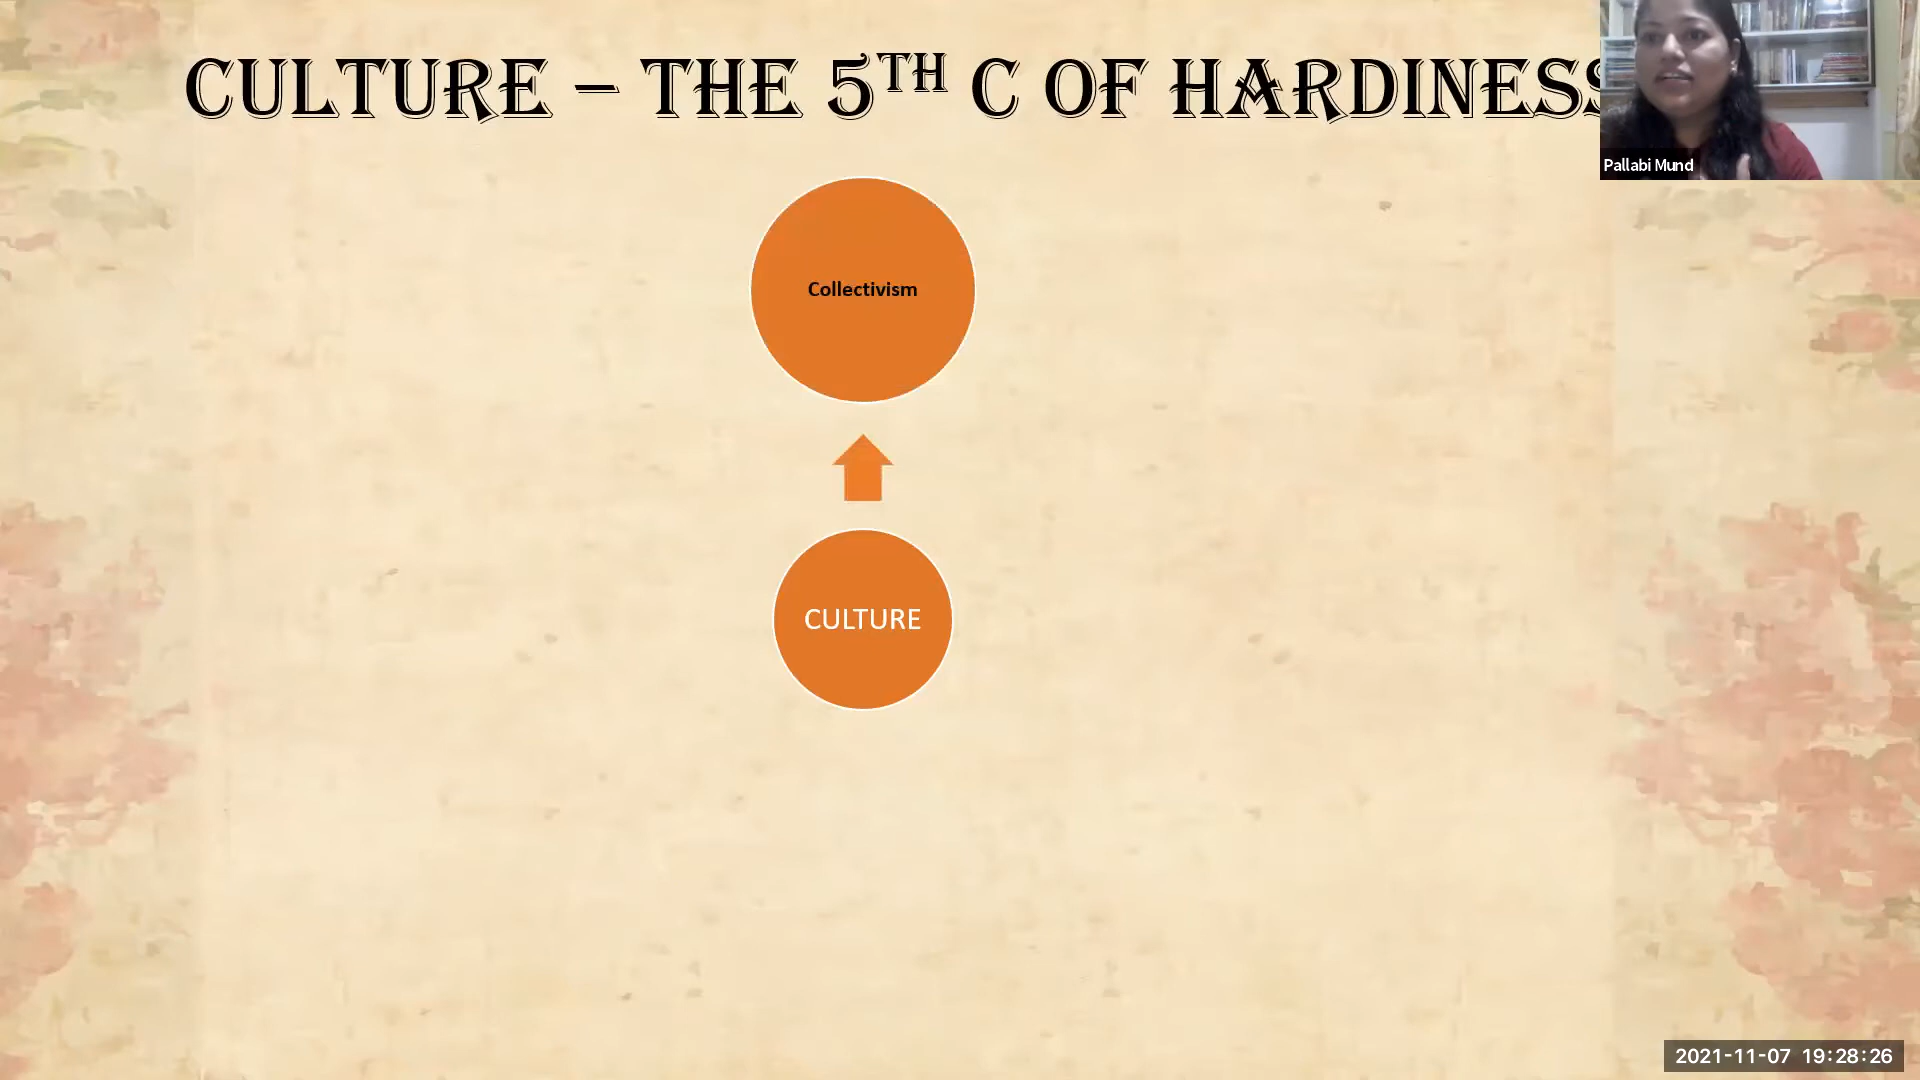 CULTURE – THE 5TH C OF HARDINESS
Pallabi Mund
Collectivism
CULTURE
2021-11-07 19:28:26